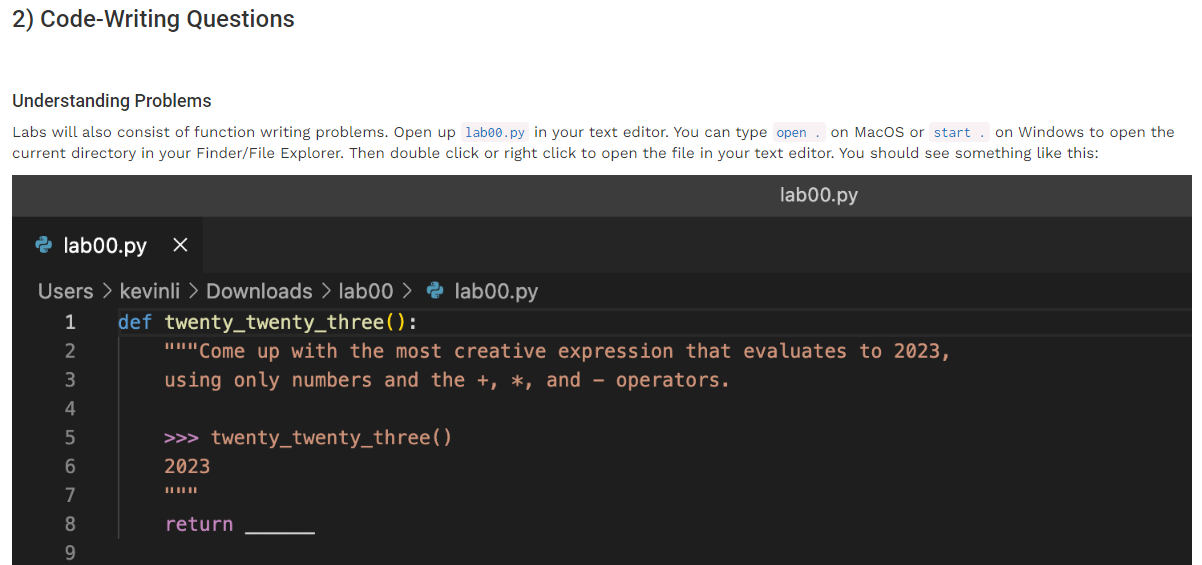 2) Code-Writing Questions
Understanding Problems
Labs will also consist of function writing problems. Open up lab00.py in your text editor. You can type open . on MacOS or start . on Windows to open the
current directory in your Finder/File Explorer. Then double click or right click to open the file in your text editor. You should see something like this:
lab00.py
lab00.py ×
Users > kevinli > Downloads > lab00 > lab00.py
1 def twenty_twenty_three():
2 """Come up with the most creative expression that evaluates to 2023,
3 using only numbers and the +, *, and - operators.
4
5 >>> twenty_twenty_three()
6 2023
7 """
8 return ______
9